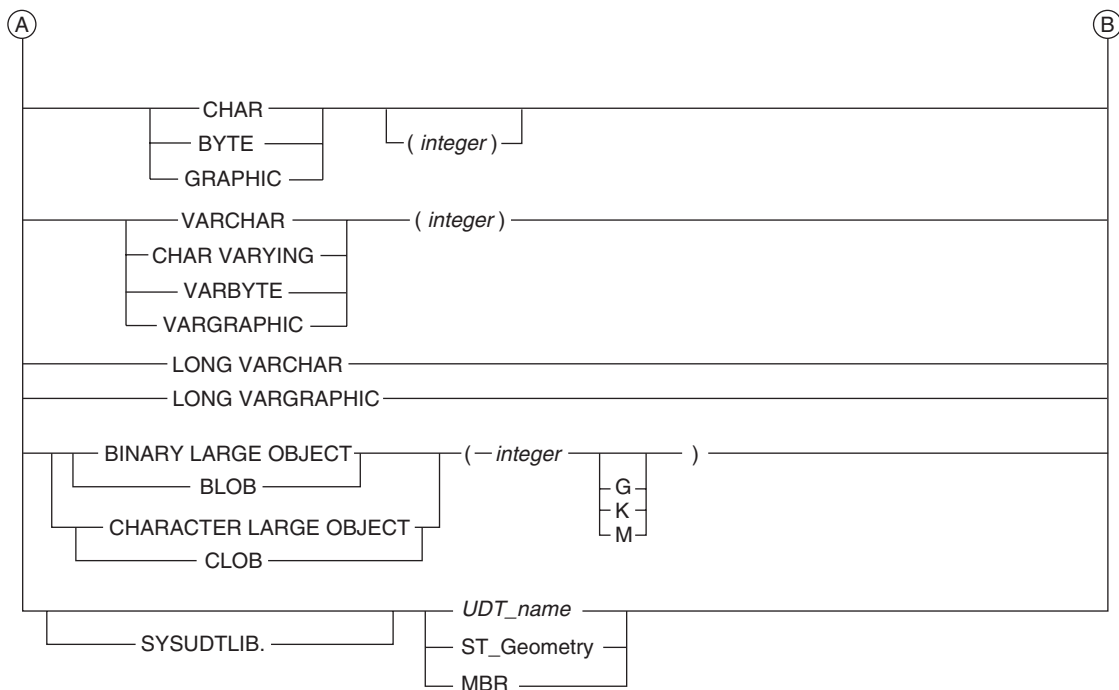 A B
CHAR
BYTE ( integer )
GRAPHIC
VARCHAR ( integer )
CHAR VARYING
VARBYTE
VARGRAPHIC
LONG VARCHAR
LONG VARGRAPHIC
BINARY LARGE OBJECT ( integer )
BLOB G
K
CHARACTER LARGE OBJECT M
CLOB
UDT_name
SYSUDTLIB. ST_Geometry
MBR